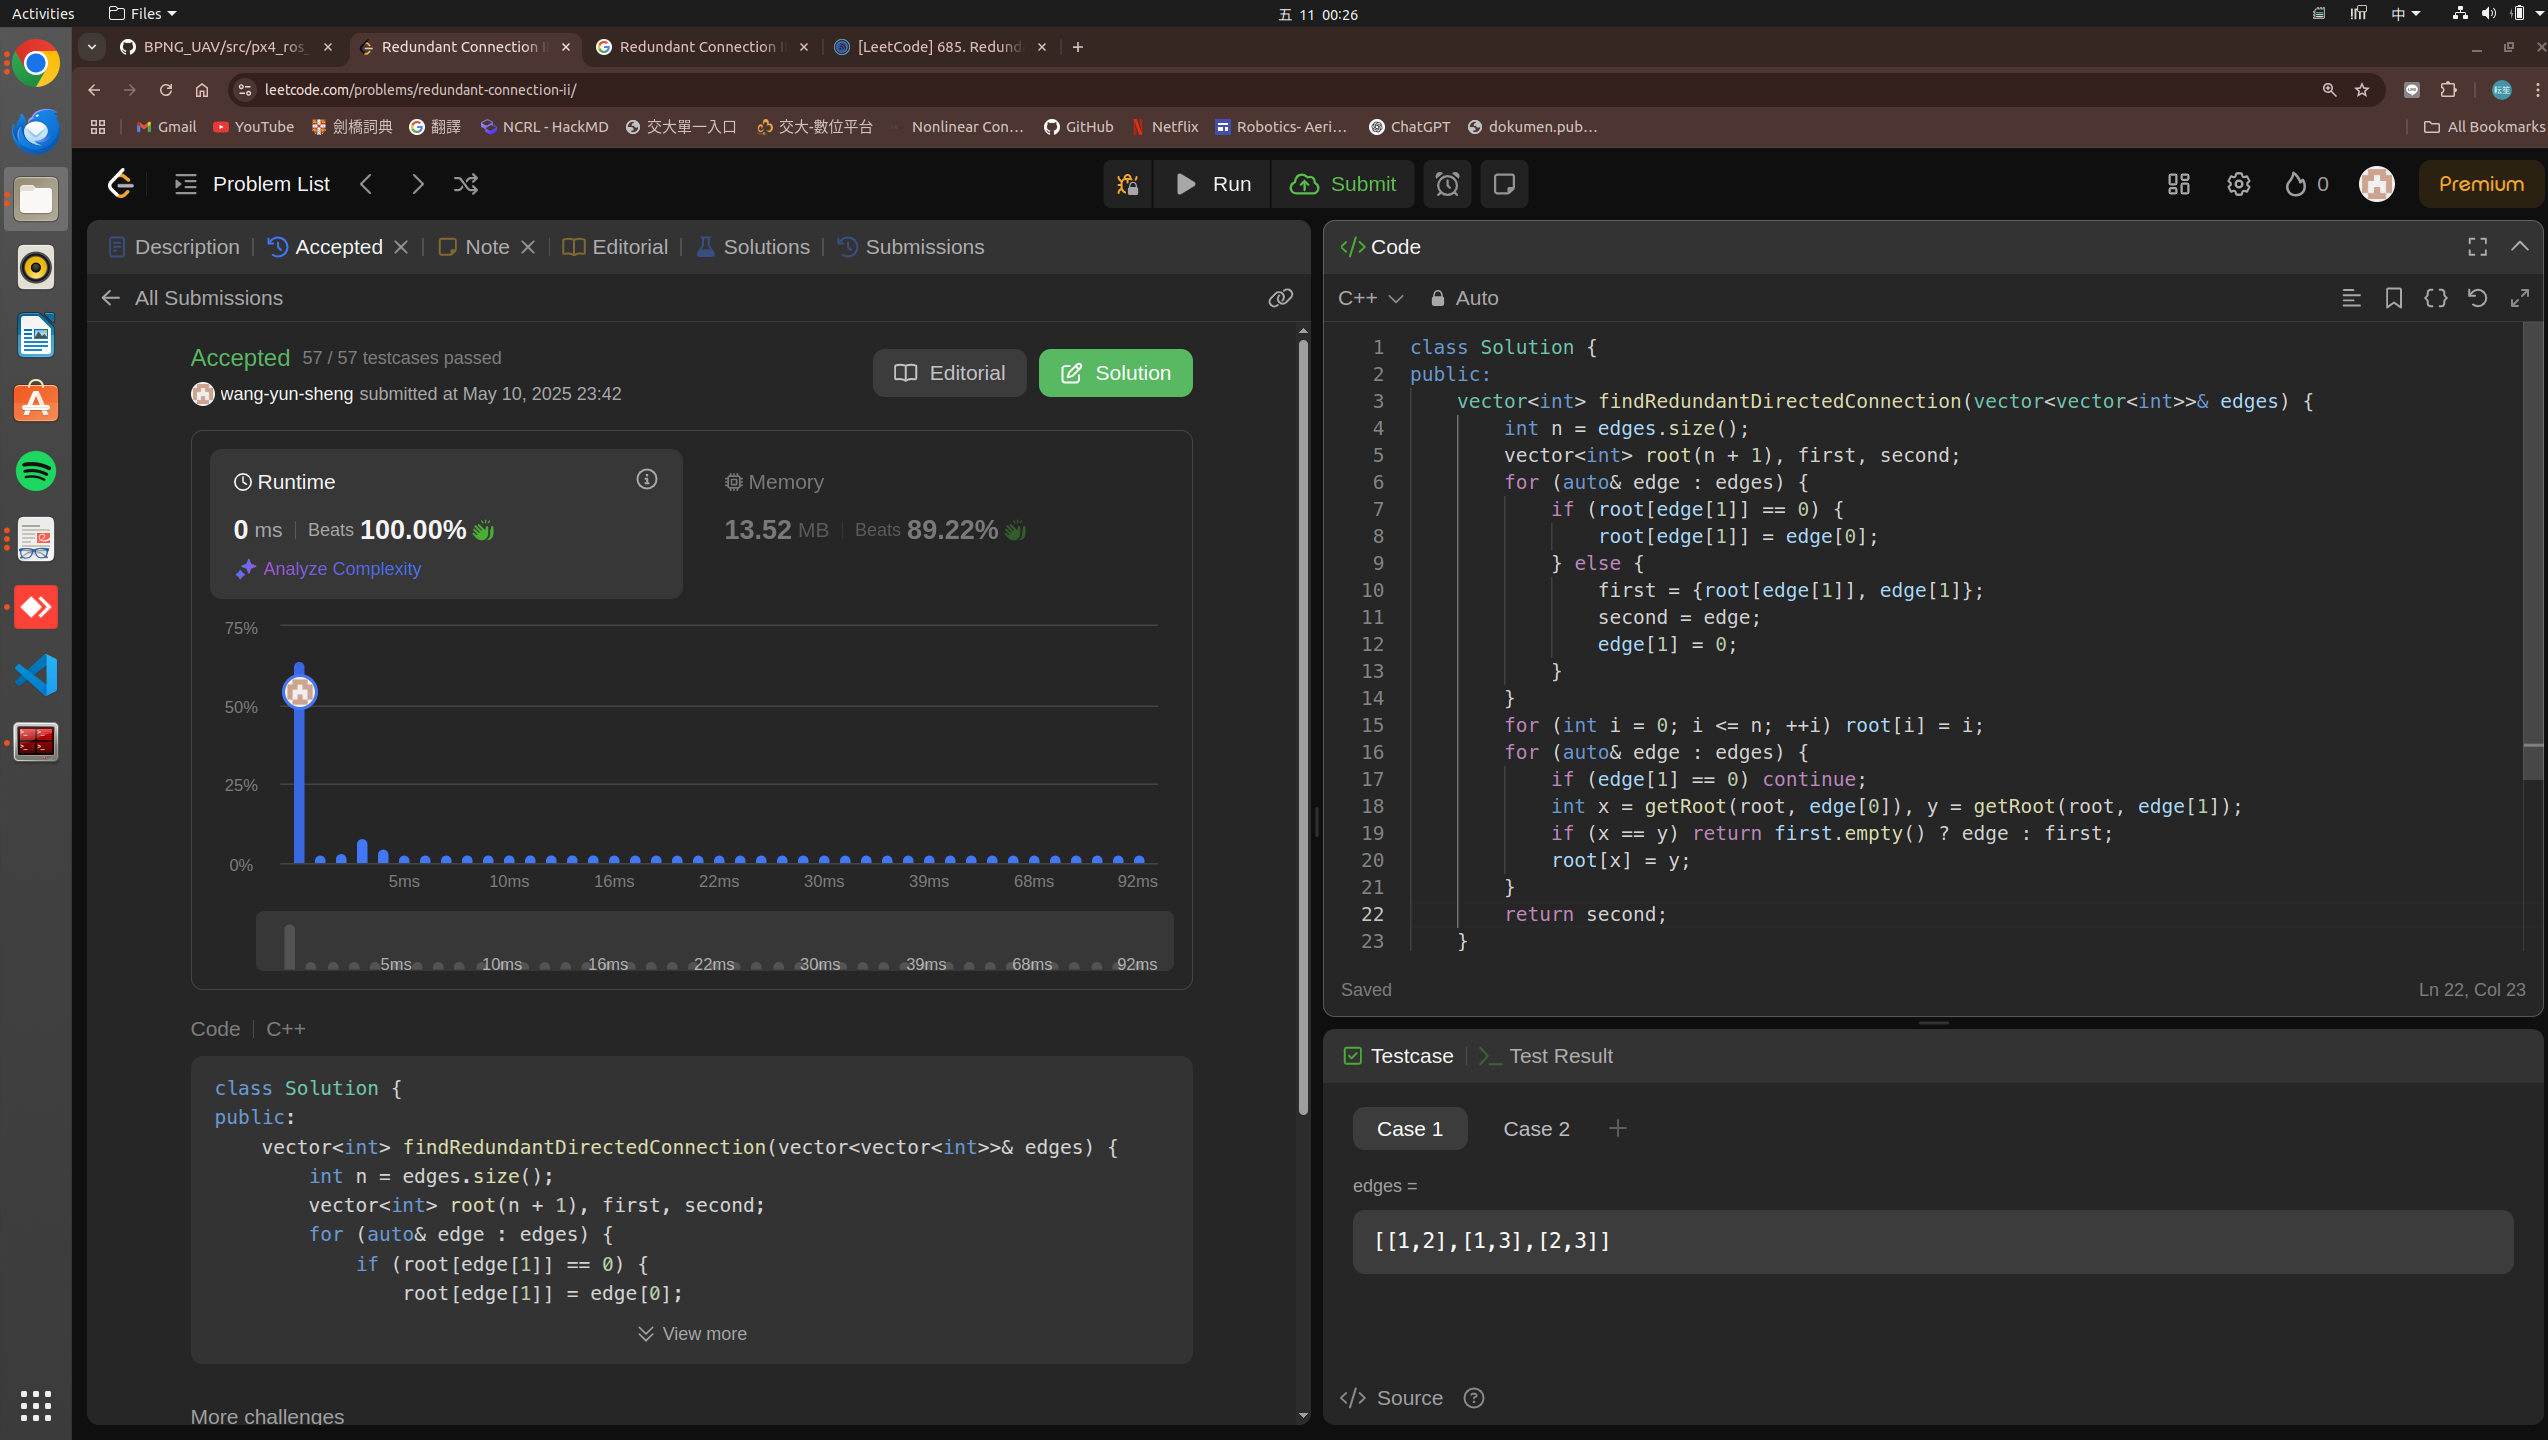 Activities
Files
五 11 00:26
中
BPNG_UAV/src/px4_ros_
Redundant Connection I
Redundant Connection I
[LeetCode] 685. Redund
leetcode.com/problems/redundant-connection-ii/
Gmail
YouTube
劍橋詞典
翻譯
NCRL - HackMD
交大單一入口
交大-數位平台
Nonlinear Con...
GitHub
Netflix
Robotics- Aeri...
ChatGPT
dokumen.pub...
All Bookmarks
Problem List
Run
Submit
0
Premium
Description
Accepted
Note
Editorial
Solutions
Submissions
All Submissions
Accepted 57 / 57 testcases passed
wang-yun-sheng submitted at May 10, 2025 23:42
Editorial
Solution
Runtime
0 ms Beats 100.00%
Analyze Complexity
Memory
13.52 MB Beats 89.22%
75%
50%
25%
0%
5ms 10ms 16ms 22ms 30ms 39ms 68ms 92ms
5ms 10ms 16ms 22ms 30ms 39ms 68ms 92ms
Code C++
class Solution {
public:
    vector<int> findRedundantDirectedConnection(vector<vector<int>>& edges) {
        int n = edges.size();
        vector<int> root(n + 1), first, second;
        for (auto& edge : edges) {
            if (root[edge[1]] == 0) {
                root[edge[1]] = edge[0];
View more
More challenges
Code
C++ Auto
1 class Solution {
2 public:
3     vector<int> findRedundantDirectedConnection(vector<vector<int>>& edges) {
4         int n = edges.size();
5         vector<int> root(n + 1), first, second;
6         for (auto& edge : edges) {
7             if (root[edge[1]] == 0) {
8                 root[edge[1]] = edge[0];
9             } else {
10                 first = {root[edge[1]], edge[1]};
11                 second = edge;
12                 edge[1] = 0;
13             }
14         }
15         for (int i = 0; i <= n; ++i) root[i] = i;
16         for (auto& edge : edges) {
17             if (edge[1] == 0) continue;
18             int x = getRoot(root, edge[0]), y = getRoot(root, edge[1]);
19             if (x == y) return first.empty() ? edge : first;
20             root[x] = y;
21         }
22         return second;
23     }
Saved
Ln 22, Col 23
Testcase
Test Result
Case 1
Case 2
edges =
[[1,2],[1,3],[2,3]]
Source